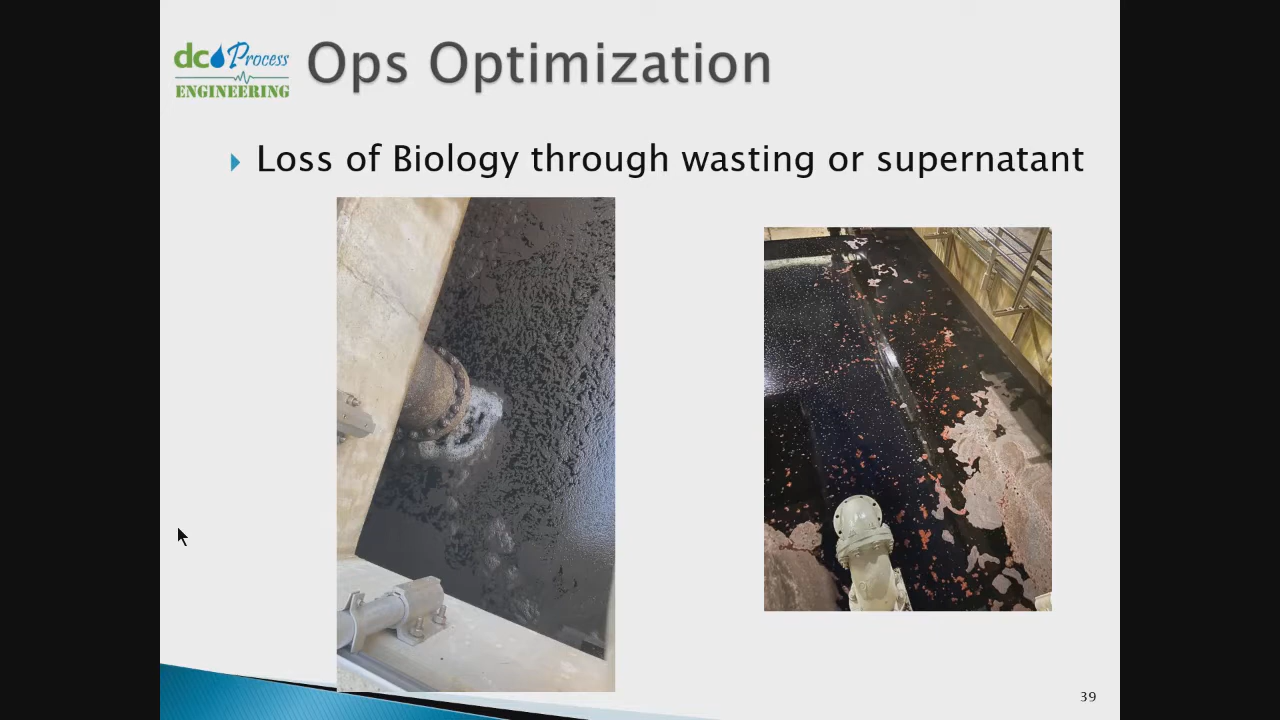 dc Process
ENGINEERING
Ops Optimization
Loss of Biology through wasting or supernatant
39